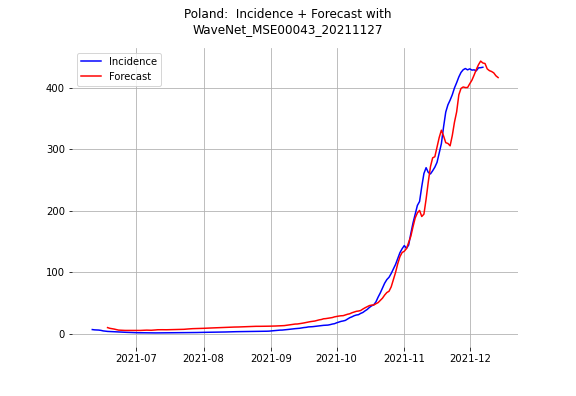 Poland:  Incidence + Forecast with
WaveNet_MSE00043_20211127
Incidence
Forecast
400
300
200
100
0
2021-07 2021-08 2021-09 2021-10 2021-11 2021-12